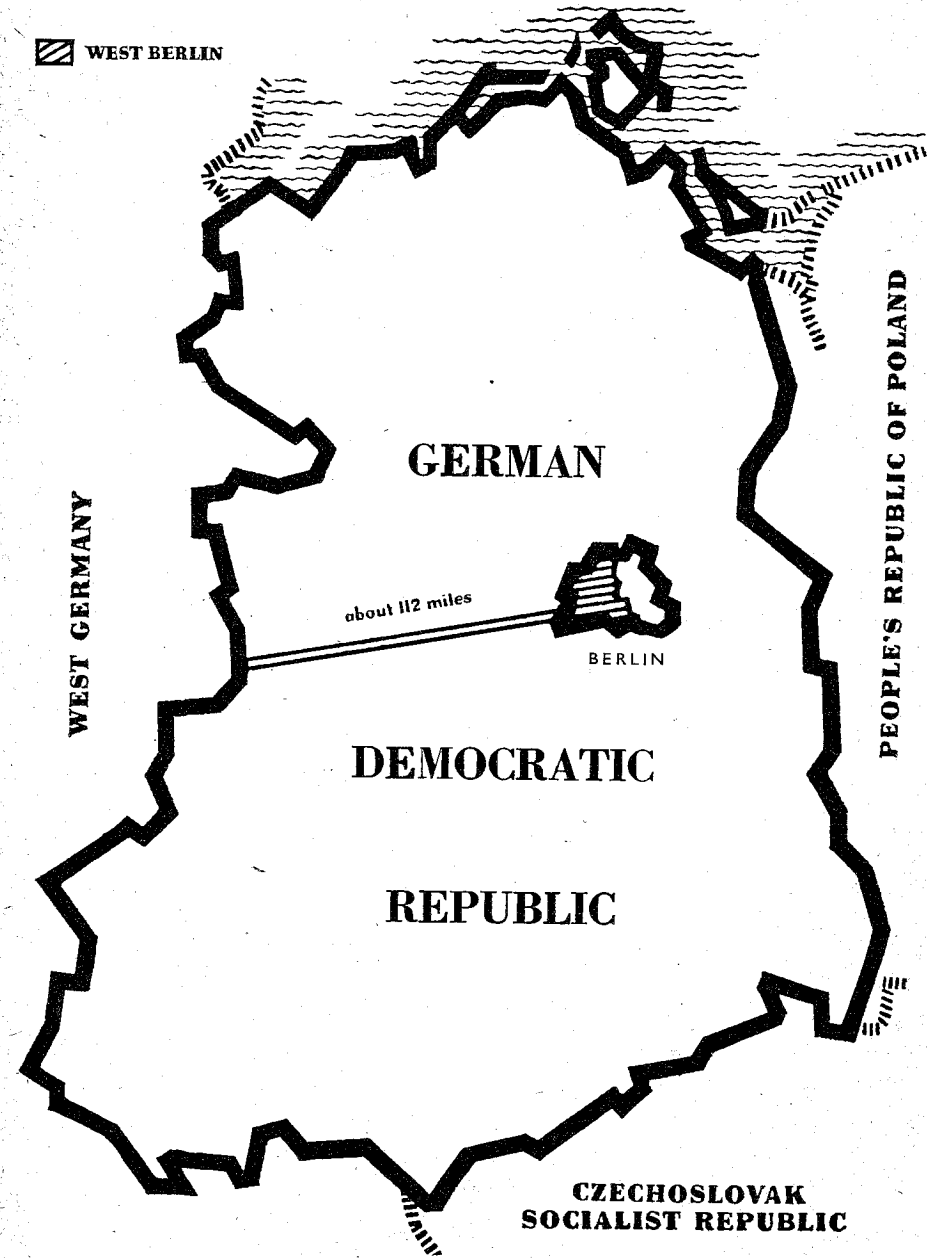 WEST BERLIN
GERMAN
WEST GERMANY
PEOPLE'S REPUBLIC OF POLAND
about 112 miles
BERLIN
DEMOCRATIC
REPUBLIC
CZECHOSLOVAK
SOCIALIST REPUBLIC